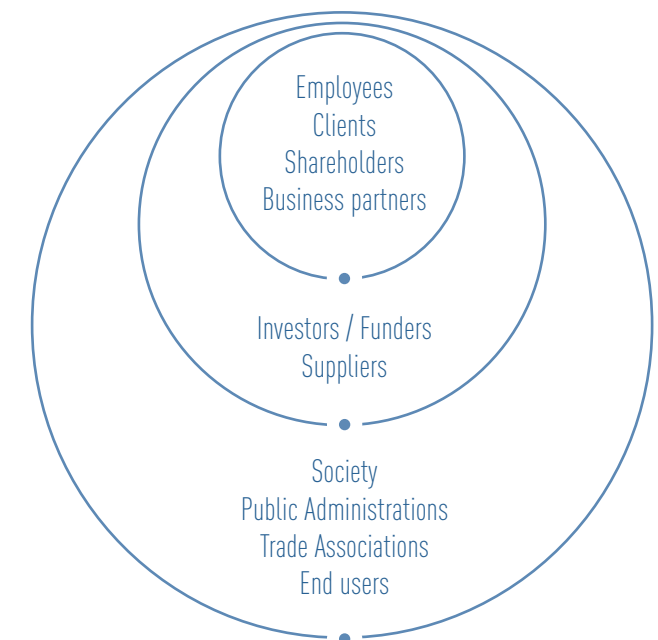 Employees
Clients
Shareholders
Business partners
Investors / Funders
Suppliers
Society
Public Administrations
Trade Associations
End users